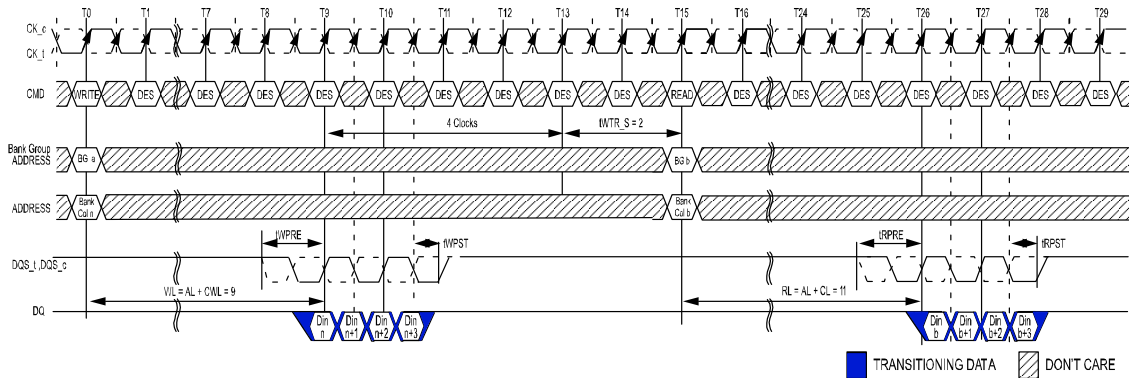 T0 T1 T7 T8 T9 T10 T11 T12 T13 T14 T15 T16 T24 T25 T26 T27 T28 T29
CK_c
CK_t
CMD WRITE DES DES DES DES DES DES DES DES DES READ DES DES DES DES DES DES DES
4 Clocks tWTR_S = 2
Bank Group
ADDRESS BG a BG b
ADDRESS Bank Col n Bank Col b
tWPRE tWPST tRPRE tRPST
DQS_t ,DQS_c
WL = AL + CWL = 9 RL = AL + CL = 11
DQ Din n Din n+1 Din n+2 Din n+3 Din b Din b+1 Din b+2 Din b+3
TRANSITIONING DATA DON'T CARE